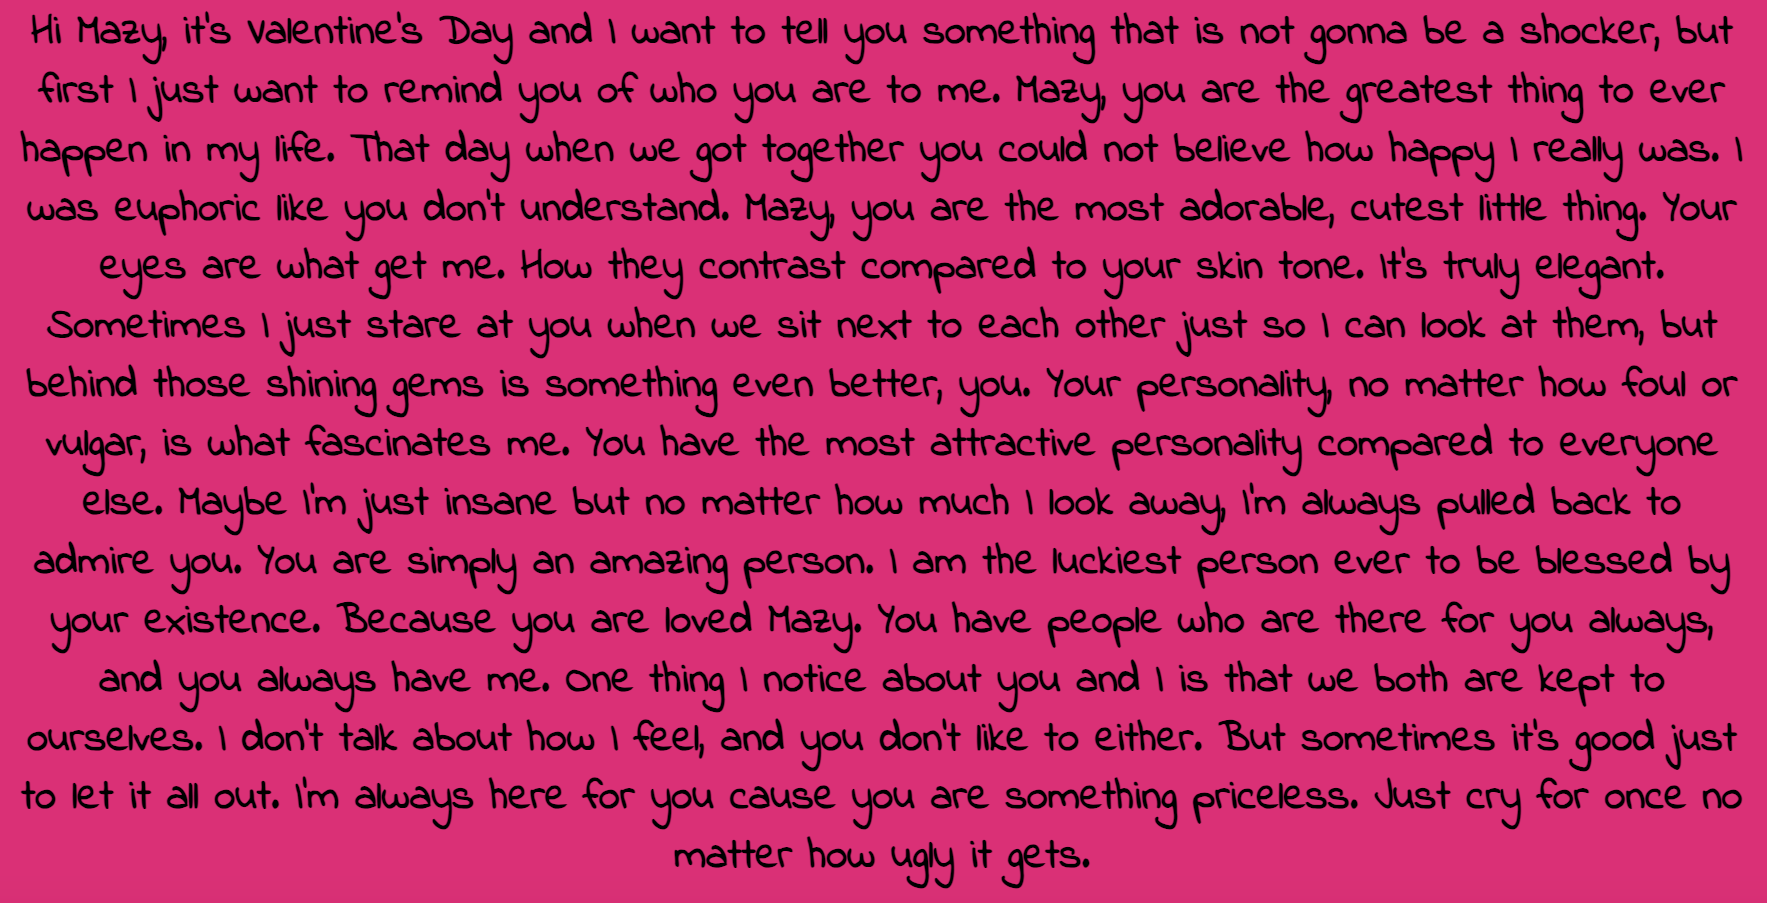 Hi Mazy, it's Valentine's Day and I want to tell you something that is not gonna be a shocker, but
first I just want to remind you of who you are to me. Mazy, you are the greatest thing to ever
happen in my life. That day when we got together you could not believe how happy I really was. I
was euphoric like you don't understand. Mazy, you are the most adorable, cutest little thing. Your
eyes are what get me. How they contrast compared to your skin tone. It's truly elegant.
Sometimes I just stare at you when we sit next to each other just so I can look at them, but
behind those shining gems is something even better, you. Your personality, no matter how foul or
vulgar, is what fascinates me. You have the most attractive personality compared to everyone
else. Maybe I'm just insane but no matter how much I look away, I'm always pulled back to
admire you. You are simply an amazing person. I am the luckiest person ever to be blessed by
your existence. Because you are loved Mazy. You have people who are there for you always,
and you always have me. One thing I notice about you and I is that we both are kept to
ourselves. I don't talk about how I feel, and you don't like to either. But sometimes it's good just
to let it all out. I'm always here for you cause you are something priceless. Just cry for once no
matter how ugly it gets.